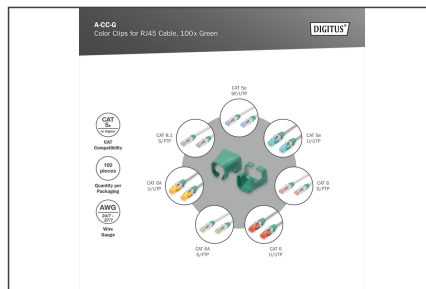 A-CC-G
Color Clips for RJ45 Cable, 100x Green
DIGITUS®
CAT 5e
SF/UTP
CAT
5e
or higher
CAT
Compatibility
CAT 8.1
S/FTP
CAT 5e
U/UTP
100
pieces
Quantity per
Packaging
CAT 6A
U/UTP
CAT 6
S/FTP
AWG
24/7 -
27/7
Wire
Gauge
CAT 6A
S/FTP
CAT 6
U/UTP